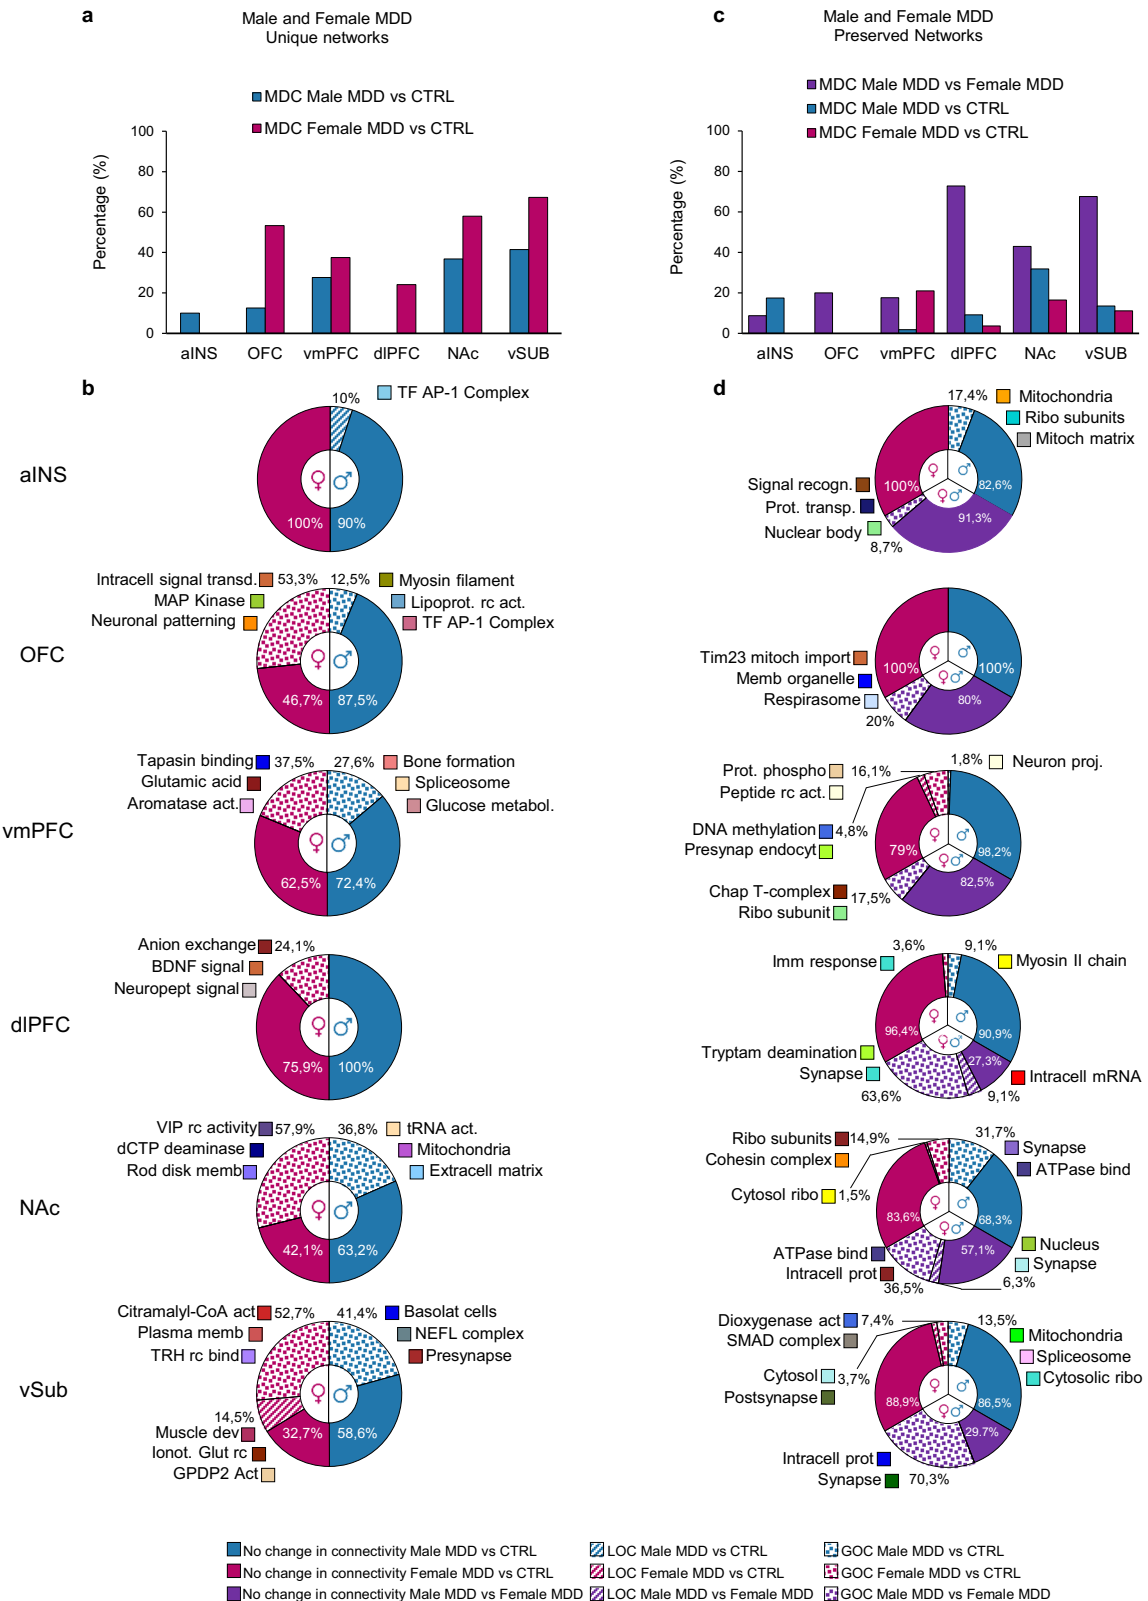 a
Male and Female MDD
Unique networks
MDC Male MDD vs CTRL
MDC Female MDD vs CTRL
Percentage (%)
100
80
60
40
20
0
aINS OFC vmPFC dlPFC NAc vSUB
c
Male and Female MDD
Preserved Networks
MDC Male MDD vs Female MDD
MDC Male MDD vs CTRL
MDC Female MDD vs CTRL
Percentage (%)
100
80
60
40
20
0
aINS OFC vmPFC dlPFC NAc vSUB
b
aINS
10% TF AP-1 Complex
♀ ♂
100% 90%
OFC
Intracell signal transd. 53,3% 12,5% Myosin filament
MAP Kinase Lipoprot. rc act.
Neuronal patterning TF AP-1 Complex
♀ ♂
46,7% 87,5%
vmPFC
Tapasin binding 37,5% 27,6% Bone formation
Glutamic acid Spliceosome
Aromatase act. Glucose metabol.
♀ ♂
62,5% 72,4%
dlPFC
Anion exchange 24,1%
BDNF signal
Neuropept signal
♀ ♂
75,9% 100%
NAc
VIP rc activity 57,9% 36,8% tRNA act.
dCTP deaminase Mitochondria
Rod disk memb Extracell matrix
♀ ♂
42,1% 63,2%
vSub
Citramalyl-CoA act 52,7% 41,4% Basolat cells
Plasma memb NEFL complex
TRH rc bind Presynapse
♀ ♂
14,5%
Muscle dev 32,7% 58,6%
Ionot. Glut rc
GPDP2 Act
d
17,4% Mitochondria
Ribo subunits
Mitoch matrix
♀ ♂
Signal recogn. 100% 82,6%
Prot. transp. ♀♂
91,3%
Nuclear body
8,7%
♀ ♂
Tim23 mitoch import 100% 100%
Memb organelle ♀♂
Respirasome 80%
20%
1,8% Neuron proj.
Prot. phospho 16,1%
Peptide rc act.
♀ ♂
DNA methylation 4,8%
Presynap endocyt 79% 98,2%
♀♂
82,5%
Chap T-complex 17,5%
Ribo subunit
3,6% 9,1%
Imm response Myosin II chain
♀ ♂
96,4% 90,9%
♀♂
Tryptam deamination 27,3%
Synapse Intracell mRNA
63,6% 9,1%
Ribo subunits 14,9% 31,7% Synapse
Cohesin complex ATPase bind
Cytosol ribo 1,5%
♀ ♂
83,6% 68,3%
♀♂
57,1% Nucleus
ATPase bind Synapse
Intracell prot 36,5% 6,3%
Dioxygenase act 7,4% 13,5%
SMAD complex Mitochondria
Spliceosome
Cytosol 3,7% Cytosolic ribo
Postsynapse
♀ ♂
88,9% 86,5%
♀♂
29.7%
Intracell prot
Synapse 70,3%
No change in connectivity Male MDD vs CTRL LOC Male MDD vs CTRL GOC Male MDD vs CTRL
No change in connectivity Female MDD vs CTRL LOC Female MDD vs CTRL GOC Female MDD vs CTRL
No change in connectivity Male MDD vs Female MDD LOC Male MDD vs Female MDD GOC Male MDD vs Female MDD